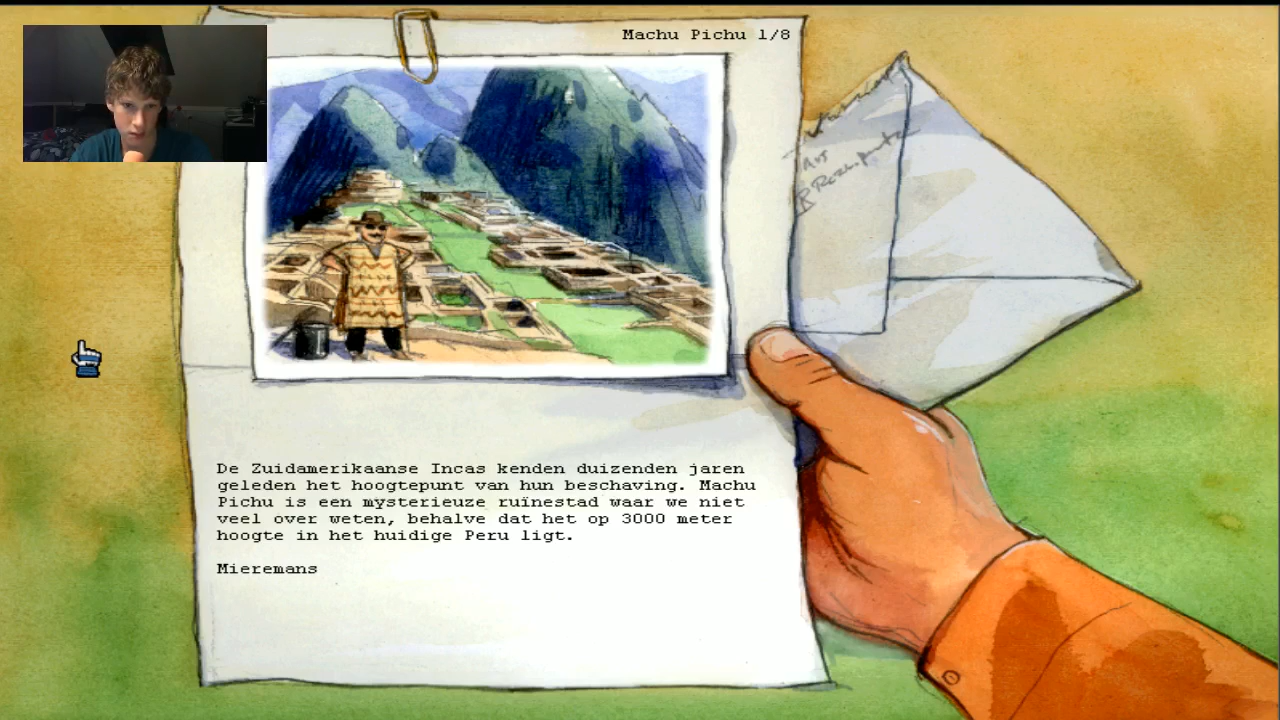 Machu Pichu 1/8
De Zuidamerikaanse Incas kenden duizenden jaren
geleden het hoogtepunt van hun beschaving. Machu
Pichu is een mysterieuze ruïnestad waar we niet
veel over weten, behalve dat het op 3000 meter
hoogte in het huidige Peru ligt.
Mieremans